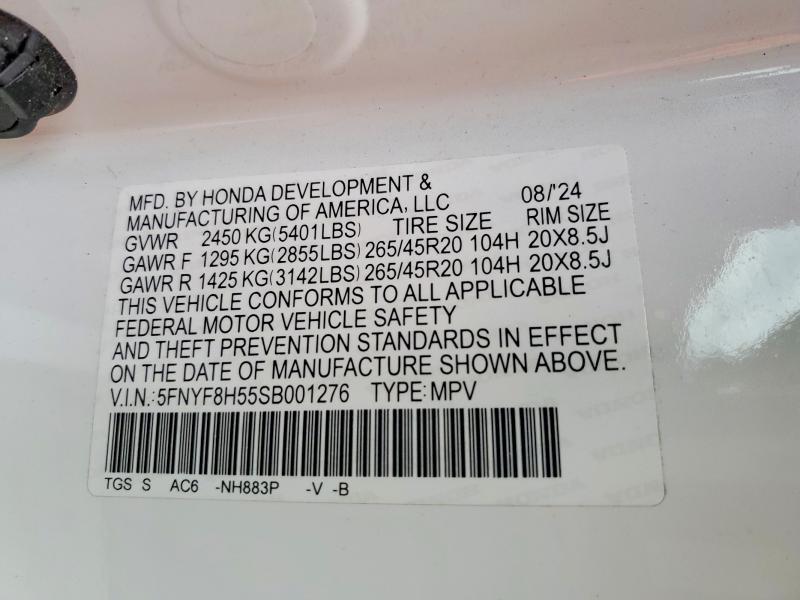 MFD. BY HONDA DEVELOPMENT & MANUFACTURING OF AMERICA, LLC 08/'24
GVWR 2450 KG(5401LBS) TIRE SIZE RIM SIZE
GAWR F 1295 KG(2855LBS) 265/45R20 104H 20X8.5J
GAWR R 1425 KG(3142LBS) 265/45R20 104H 20X8.5J
THIS VEHICLE CONFORMS TO ALL APPLICABLE
FEDERAL MOTOR VEHICLE SAFETY
AND THEFT PREVENTION STANDARDS IN EFFECT
ON THE DATE OF MANUFACTURE SHOWN ABOVE.
V.I.N.:5FNYF8H55SB001276 TYPE:MPV
TGS S AC6 -NH883P -V -B